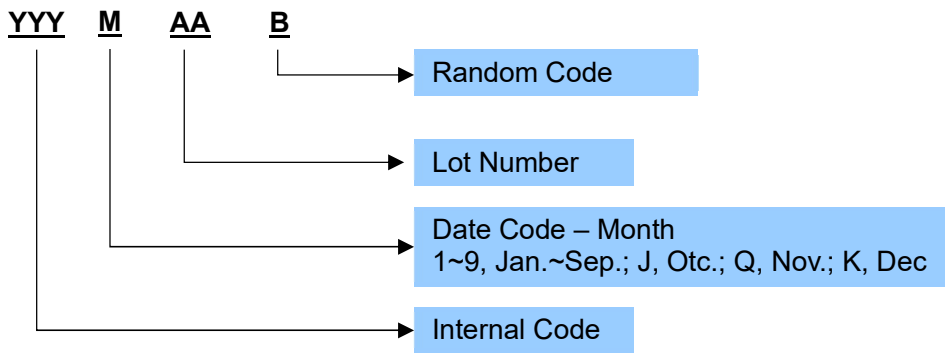 YYY M AA B
Random Code
Lot Number
Date Code – Month
1~9, Jan.~Sep.; J, Otc.; Q, Nov.; K, Dec
Internal Code